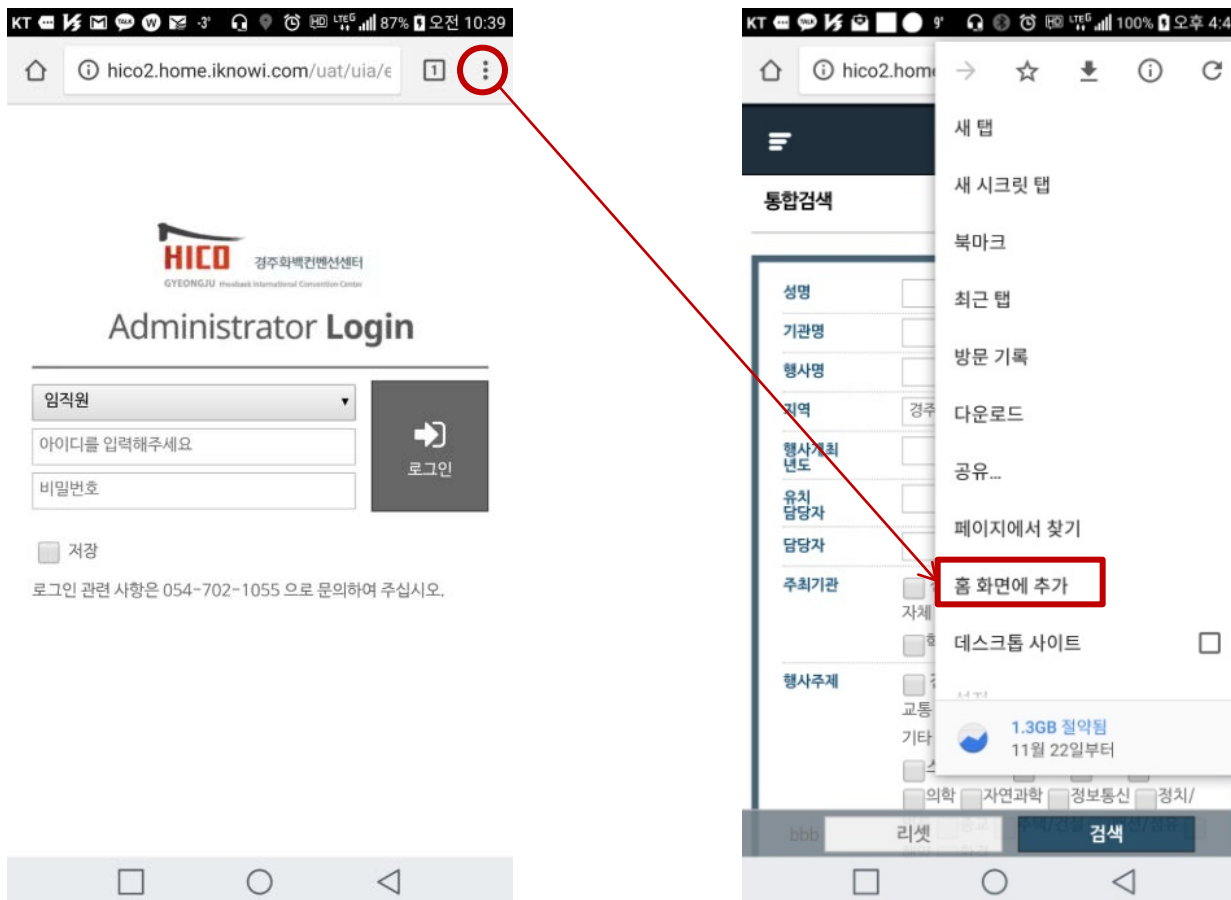 KT -3° HD LTE 87% 오전 10:39
hico2.home.iknowi.com/uat/uia/e
1
HICO 경주화백컨벤션센터
GYEONGJU Hwabaek International Convention Center
Administrator Login
임직원
아이디를 입력해주세요
비밀번호
로그인
저장
로그인 관련 사항은 054-702-1055 으로 문의하여 주십시오.
KT 9° HD LTE 100% 오후 4:4
hico2.home
통합검색
성명
기관명
행사명
지역 경주
행사개최
년도
유치
담당자
담당자
주최기관
자체
행사주제
교통
기타
의학 자연과학 정보통신 정치/
bbb 리셋 검색
새 탭
새 시크릿 탭
북마크
최근 탭
방문 기록
다운로드
공유...
페이지에서 찾기
홈 화면에 추가
데스크톱 사이트
1.3GB 절약됨
11월 22일부터